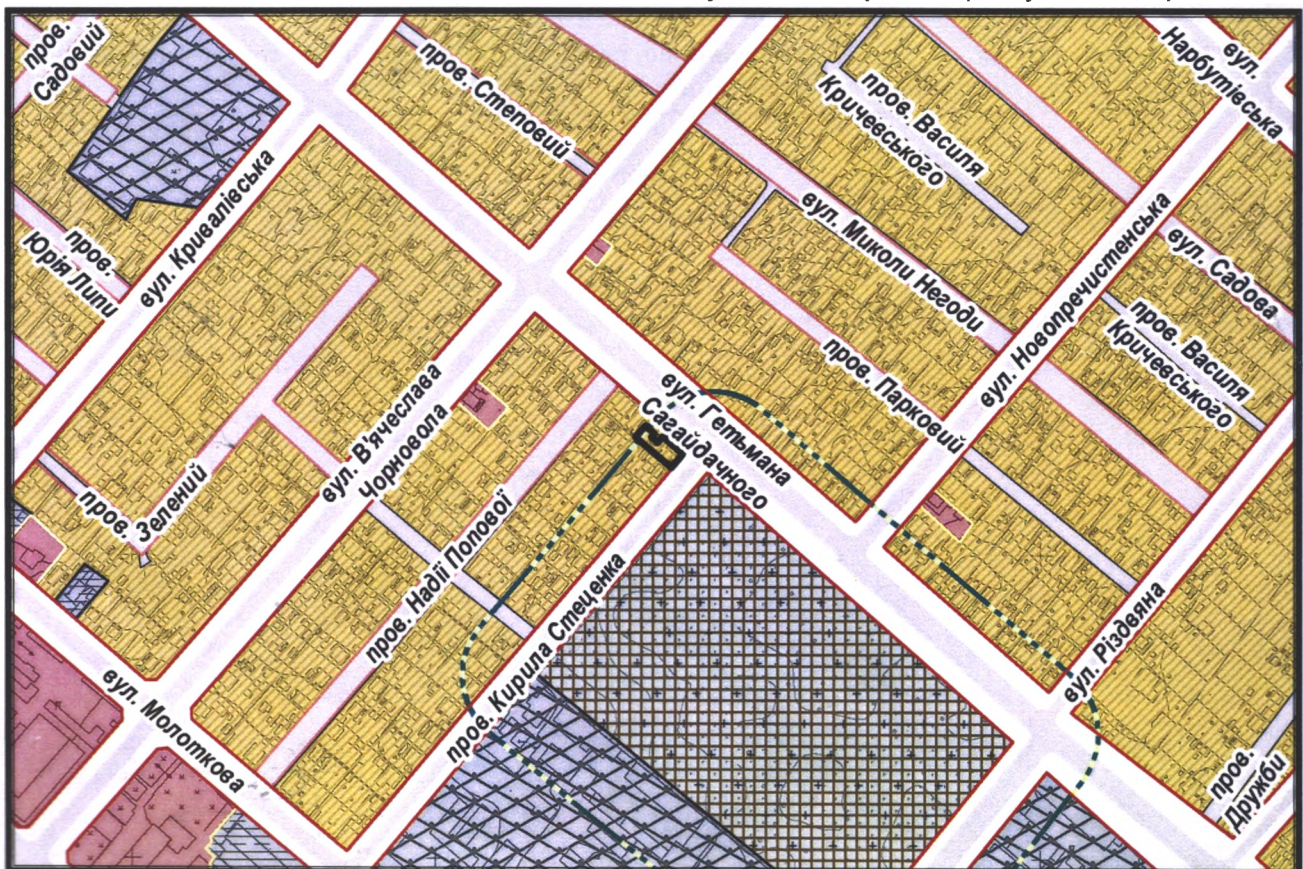 пров.
Садовий
пров. Степовий
пров. Василя
Кричевського
вул.
Нарбутівська
вул. Кривалівська
пров.
Юрія Липи
вул. Миколи Негоди
вул. Новопречистенська
вул. Садова
пров. Василя
Кричевського
пров. Парковий
вул. В'ячеслава
Чорновола
вул. Гетьмана
Сагайдачного
пров. Зелений
пров. Надії Попової
пров. Кирила Стеценка
вул. Різдвяна
вул. Молоткова
пров.
Дружби